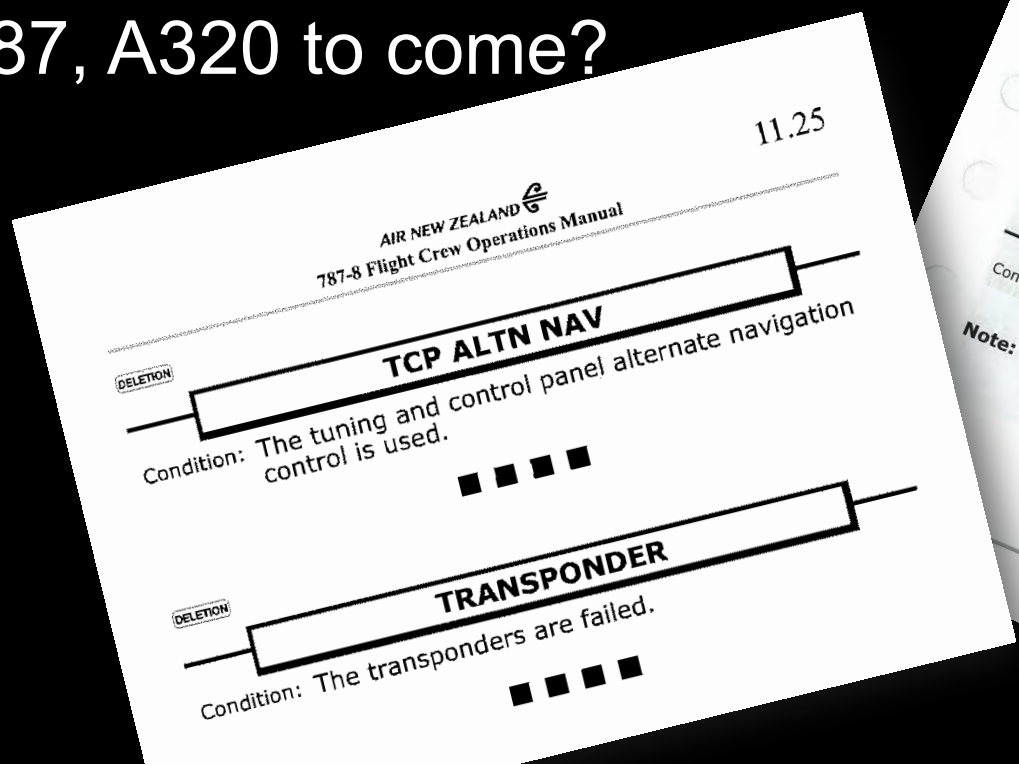 87, A320 to come?
11.25
AIR NEW ZEALAND
787-8 Flight Crew Operations Manual
DELETION
TCP ALTN NAV
Condition: The tuning and control panel alternate navigation
control is used.
DELETION
TRANSPONDER
Condition: The transponders are failed.
Con
Note: